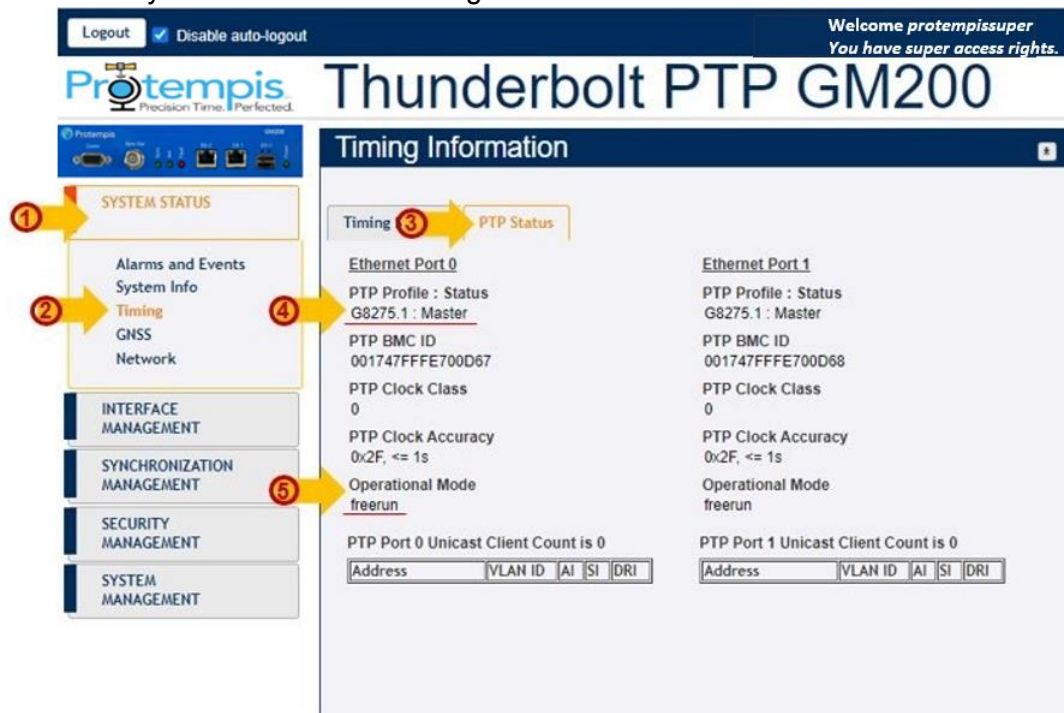 Logout
Disable auto-logout
Welcome protempissuper
You have super access rights.
Protempis
Precision Time. Perfected.
Thunderbolt PTP GM200
Protempis
GM200
Timing Information
1
SYSTEM STATUS
Timing
3
PTP Status
Alarms and Events
System Info
2
Timing
GNSS
Network
Ethernet Port 0
PTP Profile : Status
4
G8275.1 : Master
PTP BMC ID
001747FFFE700D67
PTP Clock Class
0
PTP Clock Accuracy
0x2F, <= 1s
5
Operational Mode
freerun
PTP Port 0 Unicast Client Count is 0
Address VLAN ID AI SI DRI
Ethernet Port 1
PTP Profile : Status
G8275.1 : Master
PTP BMC ID
001747FFFE700D68
PTP Clock Class
0
PTP Clock Accuracy
0x2F, <= 1s
Operational Mode
freerun
PTP Port 1 Unicast Client Count is 0
Address VLAN ID AI SI DRI
INTERFACE
MANAGEMENT
SYNCHRONIZATION
MANAGEMENT
SECURITY
MANAGEMENT
SYSTEM
MANAGEMENT